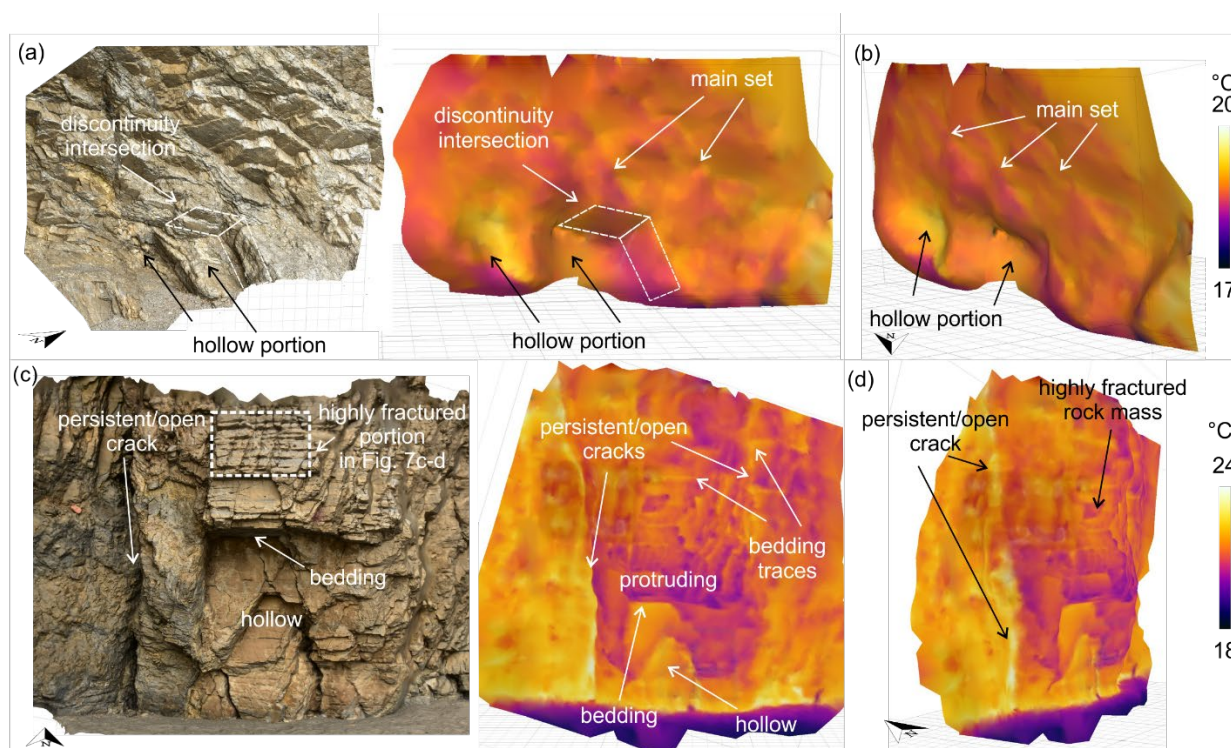 (a)
discontinuity
intersection
hollow portion
N
main set
discontinuity
intersection
hollow portion
(b)
main set
hollow portion
N
°C
20
17
(c)
persistent/open
crack
highly fractured
portion
in Fig. 7c-d
bedding
hollow
N
persistent/open
cracks
bedding
traces
protruding
bedding
hollow
(d)
highly fractured
rock mass
persistent/open
crack
N
°C
24
18